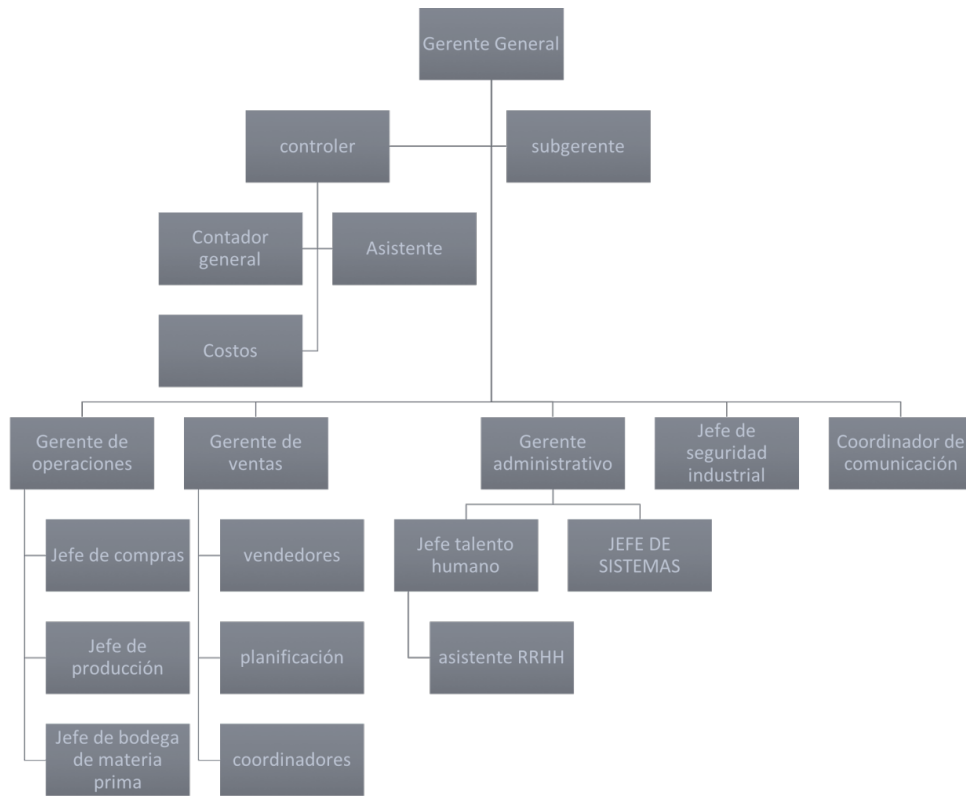 Gerente General
controler
subgerente
Contador
general
Asistente
Costos
Gerente de
operaciones
Gerente de
ventas
Gerente
administrativo
Jefe de
seguridad
industrial
Coordinador de
comunicación
Jefe de compras
vendedores
Jefe talento
humano
JEFE DE
SISTEMAS
Jefe de
producción
planificación
asistente RRHH
Jefe de bodega
de materia
prima
coordinadores